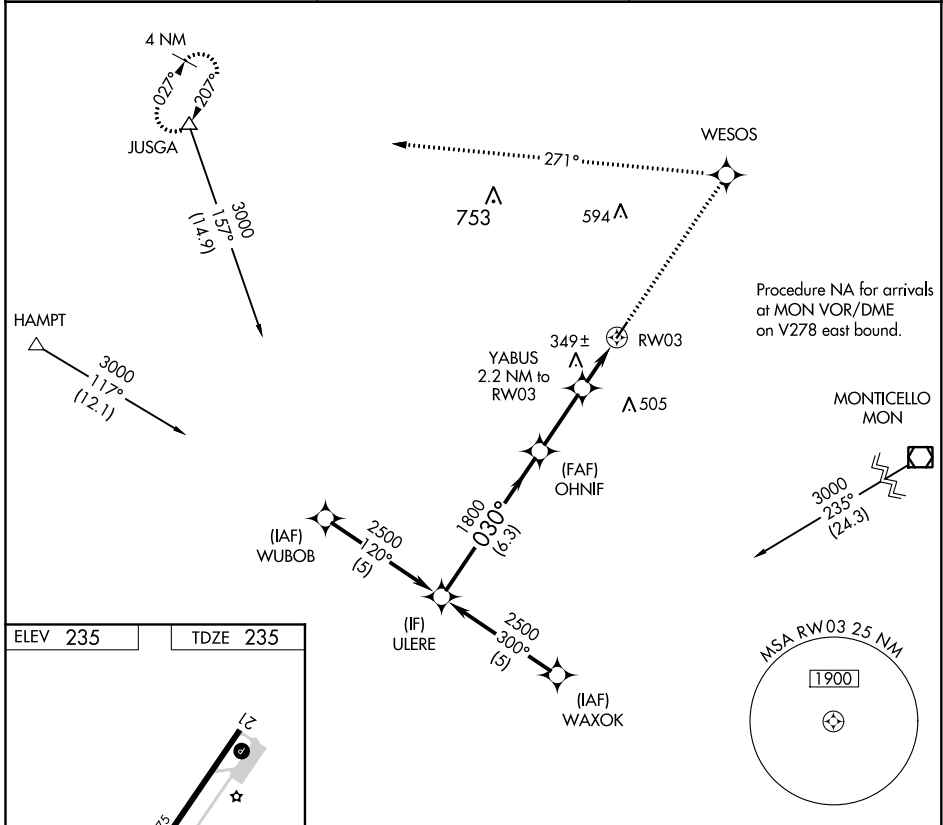 4 NM
027°
207°
JUSGA
3000
157°
(14.9)
271°
WESOS
753
594
Procedure NA for arrivals
at MON VOR/DME
on V278 east bound.
HAMPT
3000
117°
(12.1)
349±
RW03
YABUS
2.2 NM to
RW03
505
MONTICELLO
MON
3000
235°
(24.3)
(FAF)
OHNIF
1800
030°
(6.3)
(IAF)
WUBOB
2500
120°
(5)
(IF)
ULERE
2500
300°
(5)
(IAF)
WAXOK
MSA RW03 25 NM
1900
ELEV 235
TDZE 235
21
P